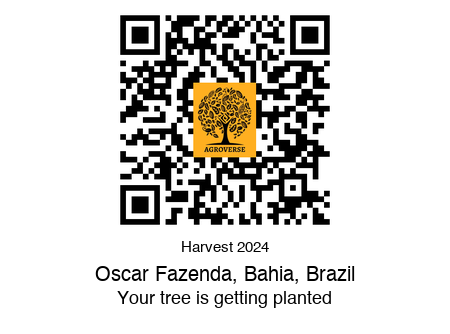 AGROVERSE
Harvest 2024
Oscar Fazenda, Bahia, Brazil
Your tree is getting planted